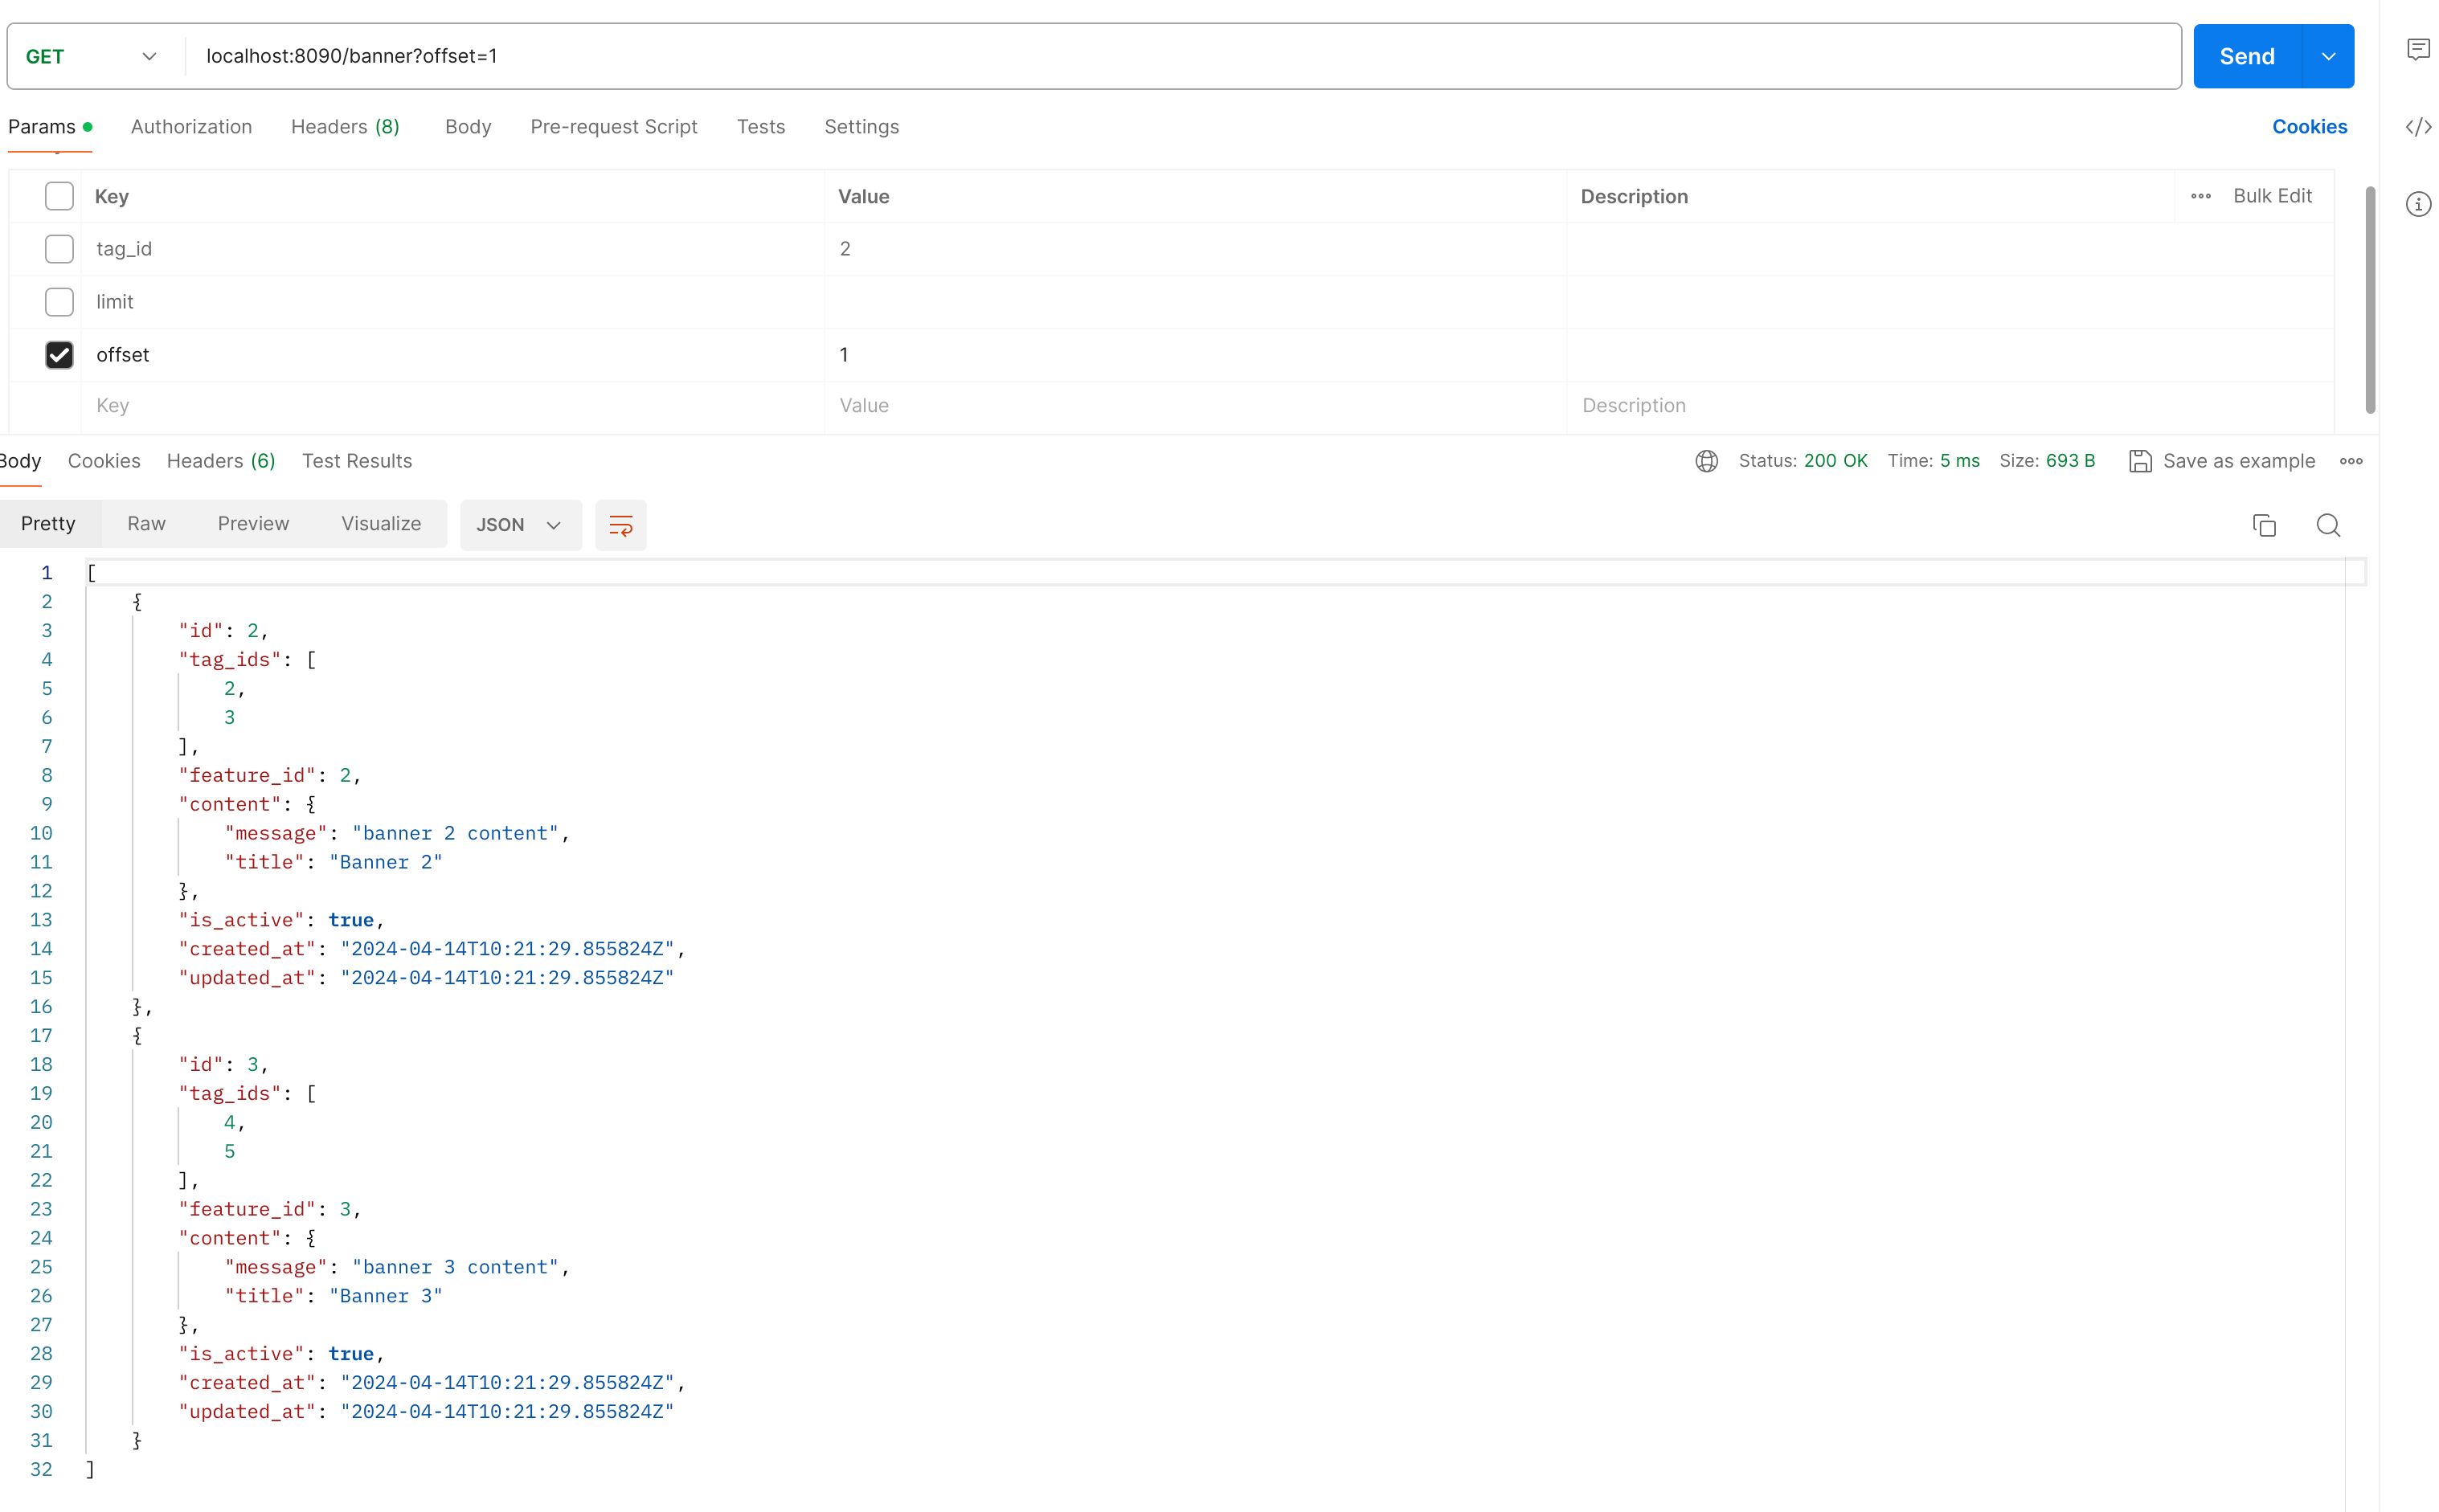 GET localhost:8090/banner?offset=1 Send
Params Authorization Headers (8) Body Pre-request Script Tests Settings Cookies
Key Value Description Bulk Edit
tag_id 2
limit
offset 1
Key Value Description
Body Cookies Headers (6) Test Results Status: 200 OK Time: 5 ms Size: 693 B Save as example
Pretty Raw Preview Visualize JSON
1 [
2 {
3 "id": 2,
4 "tag_ids": [
5 2,
6 3
7 ],
8 "feature_id": 2,
9 "content": {
10 "message": "banner 2 content",
11 "title": "Banner 2"
12 },
13 "is_active": true,
14 "created_at": "2024-04-14T10:21:29.855824Z",
15 "updated_at": "2024-04-14T10:21:29.855824Z"
16 },
17 {
18 "id": 3,
19 "tag_ids": [
20 4,
21 5
22 ],
23 "feature_id": 3,
24 "content": {
25 "message": "banner 3 content",
26 "title": "Banner 3"
27 },
28 "is_active": true,
29 "created_at": "2024-04-14T10:21:29.855824Z",
30 "updated_at": "2024-04-14T10:21:29.855824Z"
31 }
32 ]